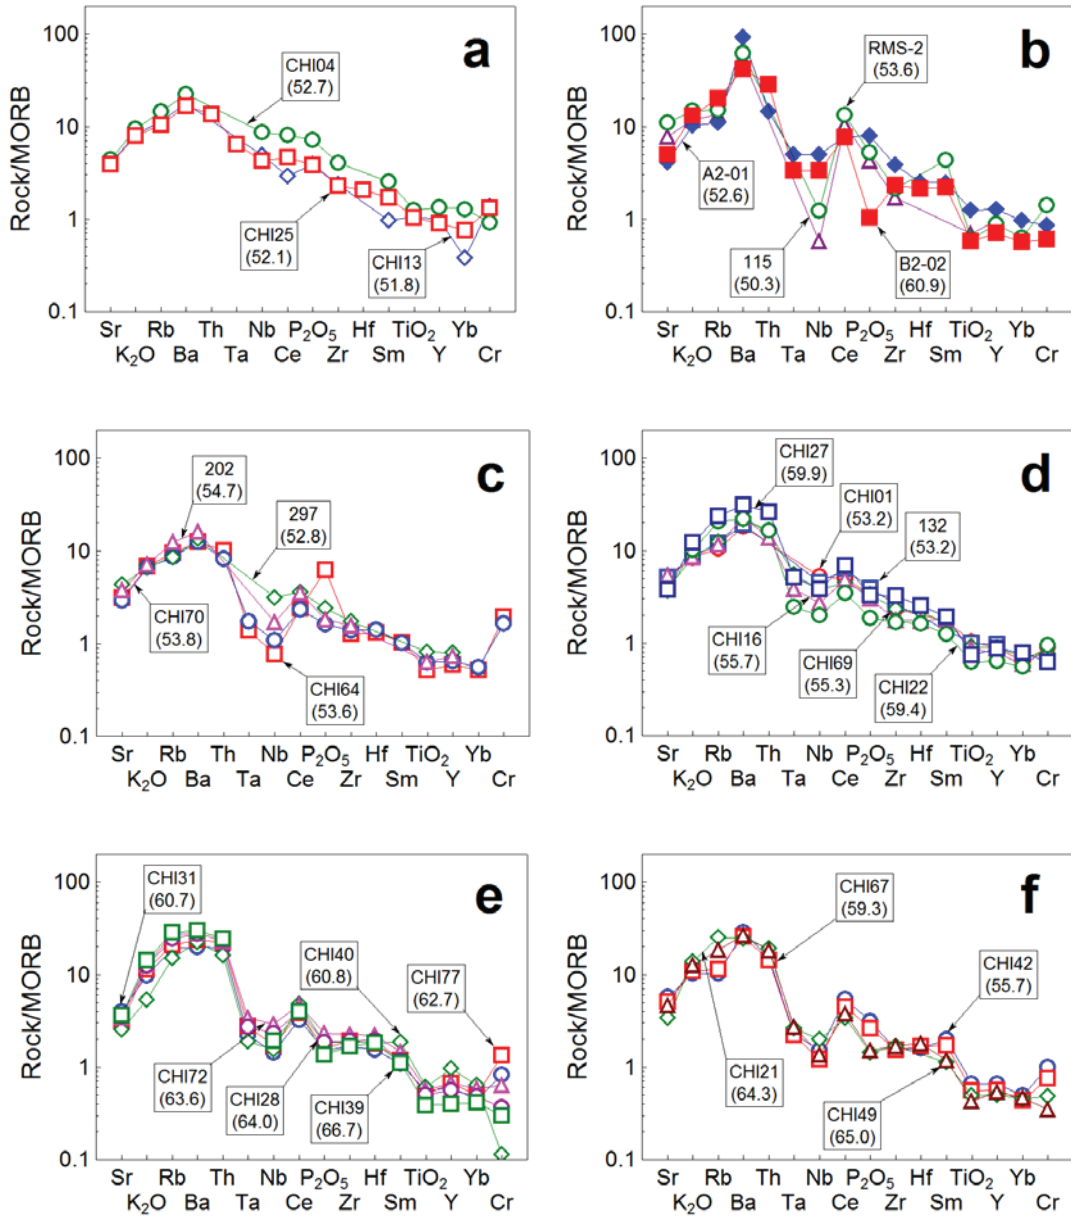 a
b
100
10
1
0.1
Rock/MORB
CHI04
(52.7)
CHI25
(52.1)
CHI13
(51.8)
Sr Rb Th Nb P₂O₅ Hf TiO₂ Yb
K₂O Ba Ta Ce Zr Sm Y Cr
100
10
1
0.1
Rock/MORB
RMS-2
(53.6)
A2-01
(52.6)
115
(50.3)
B2-02
(60.9)
Sr Rb Th Nb P₂O₅ Hf TiO₂ Yb
K₂O Ba Ta Ce Zr Sm Y Cr
c
100
10
1
0.1
Rock/MORB
202
(54.7)
297
(52.8)
CHI70
(53.8)
CHI64
(53.6)
Sr Rb Th Nb P₂O₅ Hf TiO₂ Yb
K₂O Ba Ta Ce Zr Sm Y Cr
d
100
10
1
0.1
Rock/MORB
CHI27
(59.9)
CHI01
(53.2)
132
(53.2)
CHI16
(55.7)
CHI69
(55.3)
CHI22
(59.4)
Sr Rb Th Nb P₂O₅ Hf TiO₂ Yb
K₂O Ba Ta Ce Zr Sm Y Cr
e
100
10
1
0.1
Rock/MORB
CHI31
(60.7)
CHI40
(60.8)
CHI77
(62.7)
CHI72
(63.6)
CHI28
(64.0)
CHI39
(66.7)
Sr Rb Th Nb P₂O₅ Hf TiO₂ Yb
K₂O Ba Ta Ce Zr Sm Y Cr
f
100
10
1
0.1
Rock/MORB
CHI67
(59.3)
CHI42
(55.7)
CHI21
(64.3)
CHI49
(65.0)
Sr Rb Th Nb P₂O₅ Hf TiO₂ Yb
K₂O Ba Ta Ce Zr Sm Y Cr